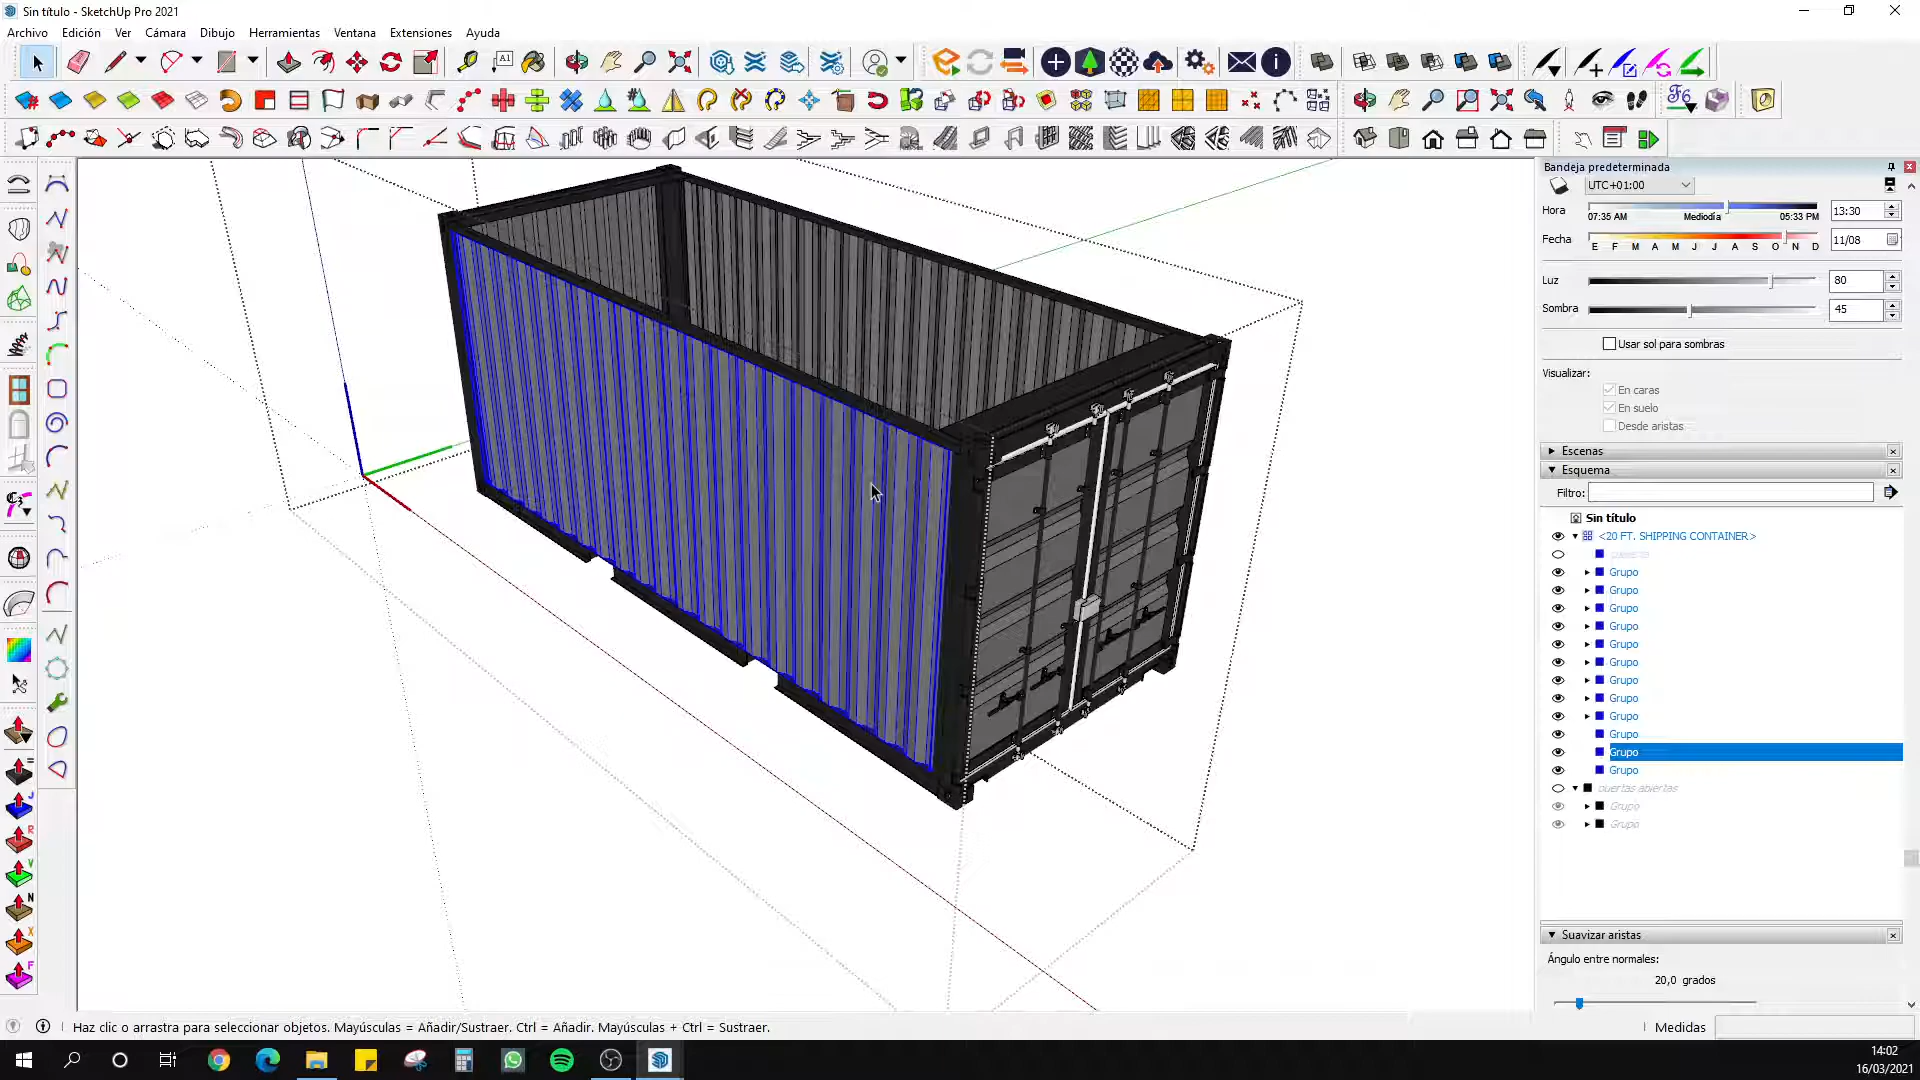 Sin título - SketchUp Pro 2021
Archivo Edición Ver Cámara Dibujo Herramientas Ventana Extensiones Ayuda
Bandeja predeterminada
UTC+01:00
Hora 07:35 AM Mediodía 05:33 PM 13:30
Fecha E F M A M J J A S O N D 11/08
Luz 80
Sombra 45
Usar sol para sombras
Visualizar:
En caras
En suelo
Desde aristas
Escenas
Esquema
Filtro:
Sin título
<20 FT. SHIPPING CONTAINER>
Grupo
Grupo
Grupo
Grupo
Grupo
Grupo
Grupo
Grupo
Grupo
Grupo
Grupo
Grupo
puertas abiertas
Grupo
Grupo
Suavizar aristas
Ángulo entre normales:
20,0 grados
Haz clic o arrastra para seleccionar objetos. Mayúsculas = Añadir/Sustraer. Ctrl = Añadir. Mayúsculas + Ctrl = Sustraer.
Medidas
14:02
16/03/2021